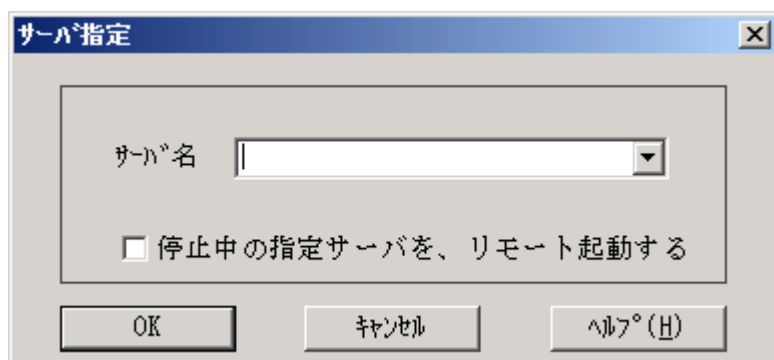 ｻｰﾊﾞ指定
ｻｰﾊﾞ名
停止中の指定サーバを、リモート起動する
OK
ｷｬﾝｾﾙ
ﾍﾙﾌﾟ(H)